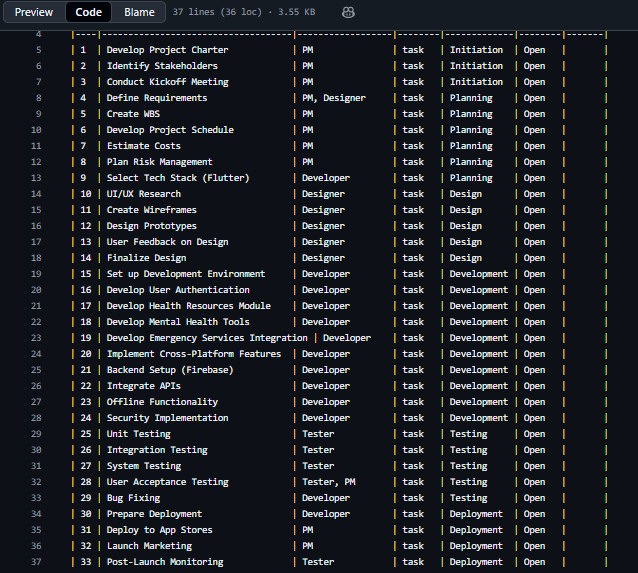 Preview Code Blame 37 lines (36 loc) · 3.55 KB
4 |----|------------------------------------|------------------|--------|-------------|--------|-------|
5 | 1 | Develop Project Charter | PM | task | Initiation | Open | |
6 | 2 | Identify Stakeholders | PM | task | Initiation | Open | |
7 | 3 | Conduct Kickoff Meeting | PM | task | Initiation | Open | |
8 | 4 | Define Requirements | PM, Designer | task | Planning | Open | |
9 | 5 | Create WBS | PM | task | Planning | Open | |
10 | 6 | Develop Project Schedule | PM | task | Planning | Open | |
11 | 7 | Estimate Costs | PM | task | Planning | Open | |
12 | 8 | Plan Risk Management | PM | task | Planning | Open | |
13 | 9 | Select Tech Stack (Flutter) | Developer | task | Planning | Open | |
14 | 10 | UI/UX Research | Designer | task | Design | Open | |
15 | 11 | Create Wireframes | Designer | task | Design | Open | |
16 | 12 | Design Prototypes | Designer | task | Design | Open | |
17 | 13 | User Feedback on Design | Designer | task | Design | Open | |
18 | 14 | Finalize Design | Designer | task | Design | Open | |
19 | 15 | Set up Development Environment | Developer | task | Development | Open | |
20 | 16 | Develop User Authentication | Developer | task | Development | Open | |
21 | 17 | Develop Health Resources Module | Developer | task | Development | Open | |
22 | 18 | Develop Mental Health Tools | Developer | task | Development | Open | |
23 | 19 | Develop Emergency Services Integration | Developer | task | Development | Open | |
24 | 20 | Implement Cross-Platform Features | Developer | task | Development | Open | |
25 | 21 | Backend Setup (Firebase) | Developer | task | Development | Open | |
26 | 22 | Integrate APIs | Developer | task | Development | Open | |
27 | 23 | Offline Functionality | Developer | task | Development | Open | |
28 | 24 | Security Implementation | Developer | task | Development | Open | |
29 | 25 | Unit Testing | Tester | task | Testing | Open | |
30 | 26 | Integration Testing | Tester | task | Testing | Open | |
31 | 27 | System Testing | Tester | task | Testing | Open | |
32 | 28 | User Acceptance Testing | Tester, PM | task | Testing | Open | |
33 | 29 | Bug Fixing | Developer | task | Testing | Open | |
34 | 30 | Prepare Deployment | Developer | task | Deployment | Open | |
35 | 31 | Deploy to App Stores | PM | task | Deployment | Open | |
36 | 32 | Launch Marketing | PM | task | Deployment | Open | |
37 | 33 | Post-Launch Monitoring | Tester | task | Deployment | Open | |